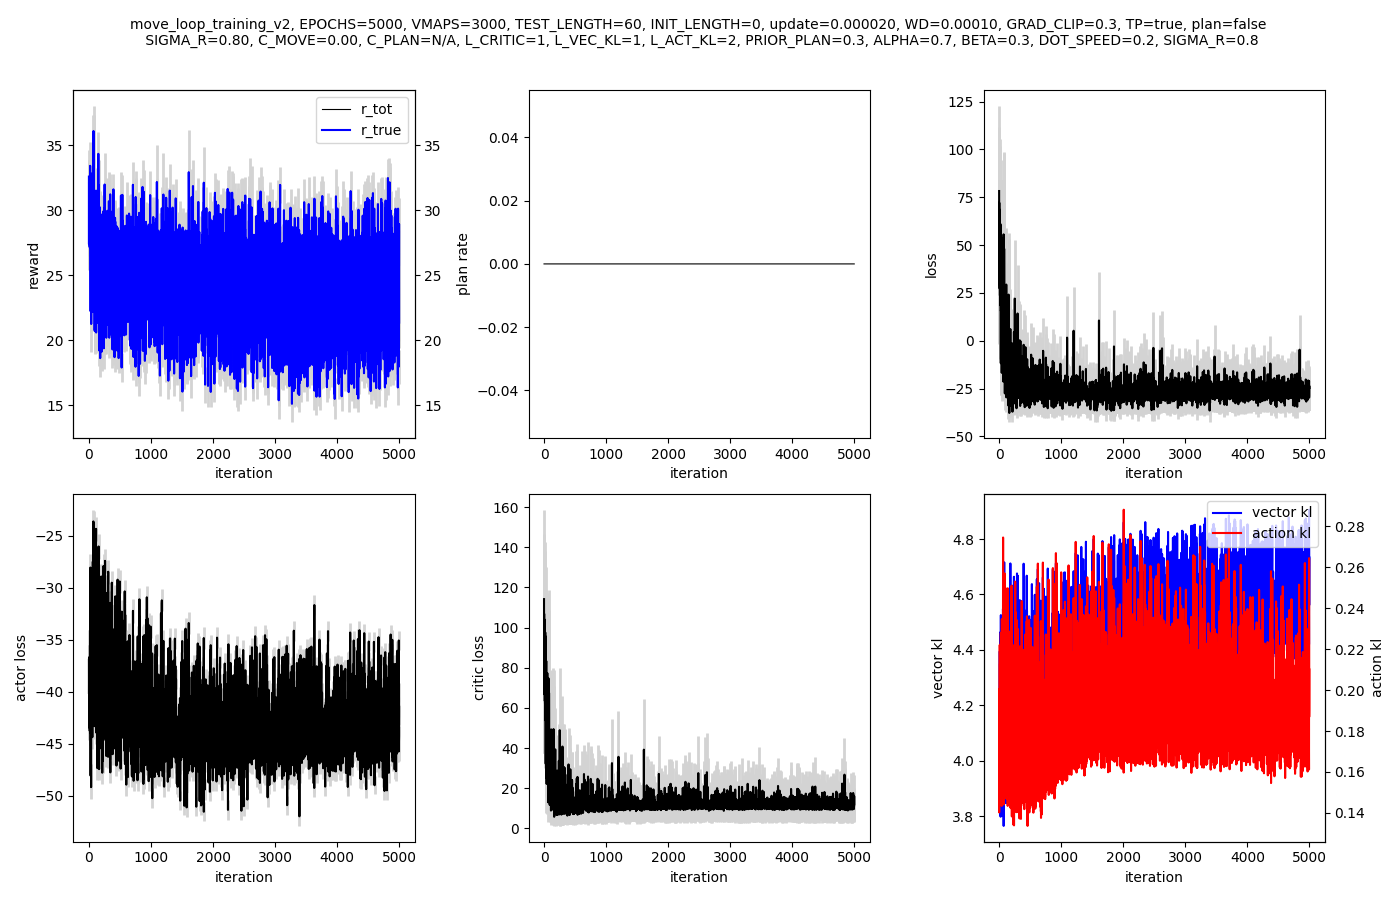 move_loop_training_v2, EPOCHS=5000, VMAPS=3000, TEST_LENGTH=60, INIT_LENGTH=0, update=0.000020, WD=0.00010, GRAD_CLIP=0.3, TP=true, plan=false
SIGMA_R=0.80, C_MOVE=0.00, C_PLAN=N/A, L_CRITIC=1, L_VEC_KL=1, L_ACT_KL=2, PRIOR_PLAN=0.3, ALPHA=0.7, BETA=0.3, DOT_SPEED=0.2, SIGMA_R=0.8
r_tot
r_true
35
30
25
20
15
35
30
25
20
15
reward
0 1000 2000 3000 4000 5000
iteration
0.04
0.02
0.00
−0.02
−0.04
plan rate
0 1000 2000 3000 4000 5000
iteration
125
100
75
50
25
0
−25
−50
loss
0 1000 2000 3000 4000 5000
iteration
−25
−30
−35
−40
−45
−50
actor loss
0 1000 2000 3000 4000 5000
iteration
160
140
120
100
80
60
40
20
0
critic loss
0 1000 2000 3000 4000 5000
iteration
vector kl
action kl
4.8
4.6
4.4
4.2
4.0
3.8
vector kl
0.28
0.26
0.24
0.22
0.20
0.18
0.16
0.14
action kl
0 1000 2000 3000 4000 5000
iteration